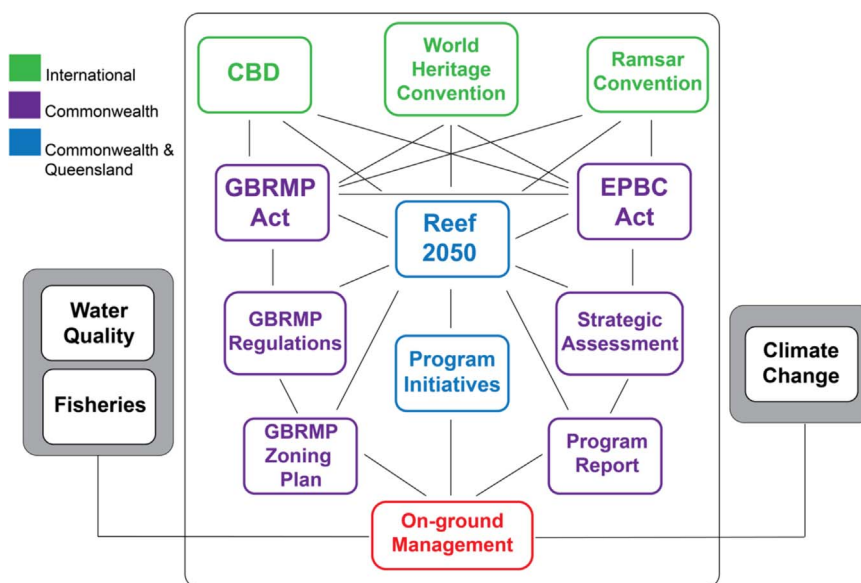 International
Commonwealth
Commonwealth &
Queensland
CBD
World
Heritage
Convention
Ramsar
Convention
GBRMP
Act
Reef
2050
EPBC
Act
Water
Quality
Fisheries
GBRMP
Regulations
Program
Initiatives
Strategic
Assessment
Climate
Change
GBRMP
Zoning
Plan
Program
Report
On-ground
Management